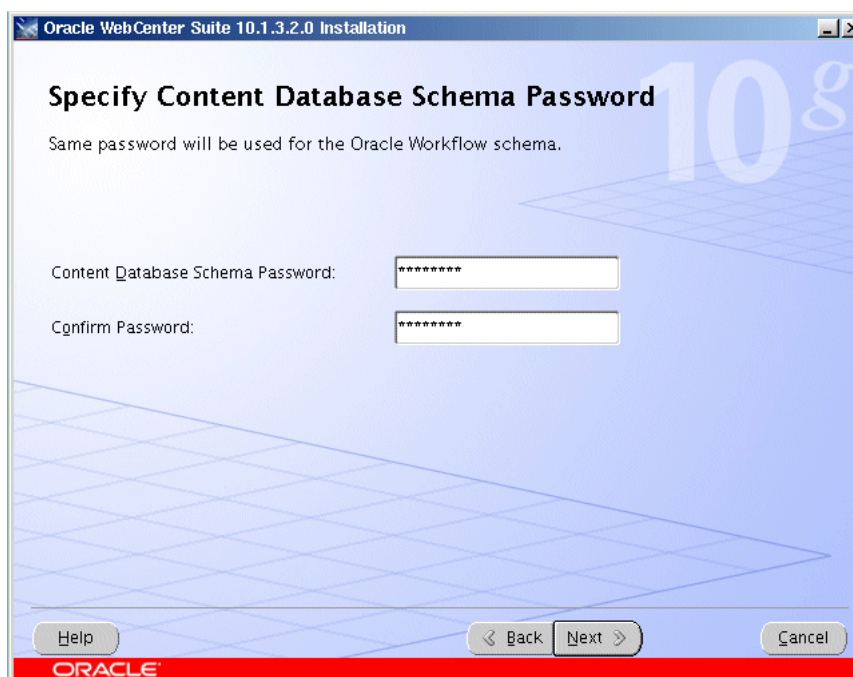 Oracle WebCenter Suite 10.1.3.2.0 Installation
10g
Specify Content Database Schema Password
Same password will be used for the Oracle Workflow schema.
Content Database Schema Password: ********
Confirm Password: ********
Help Back Next Cancel
ORACLE